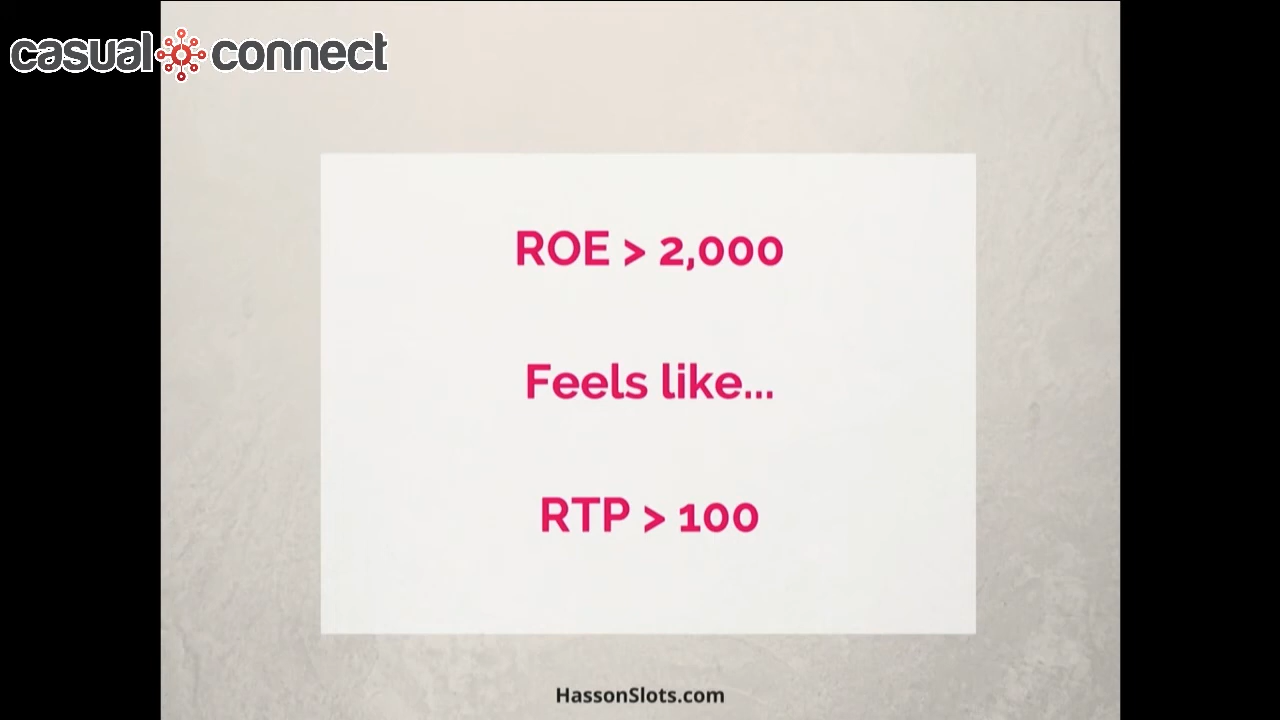 casual connect
ROE > 2,000
Feels like...
RTP > 100
HassonSlots.com